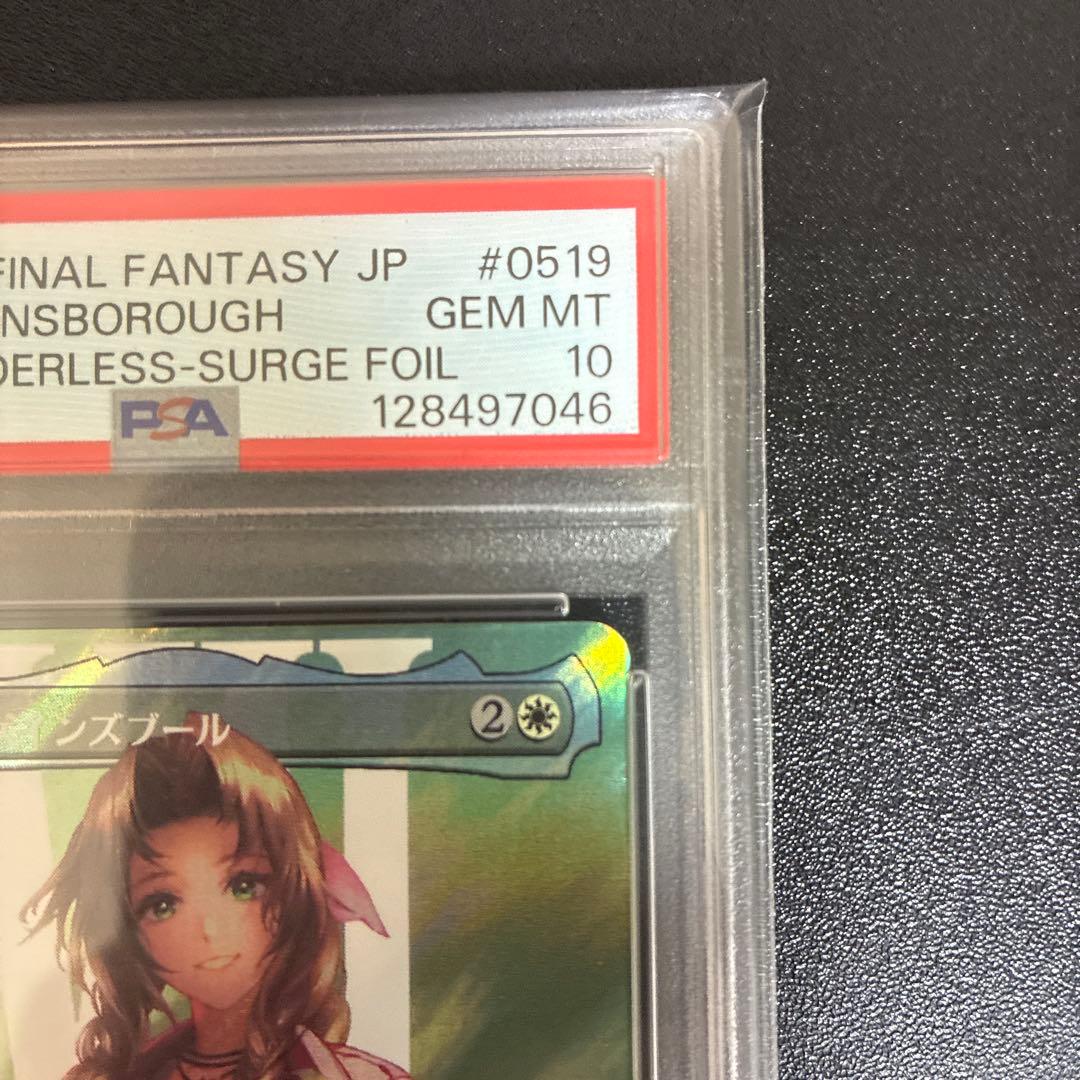 FINAL FANTASY JP #0519
NSBOROUGH GEM MT
DERLESS-SURGE FOIL 10
PSA 128497046
ンズブール 2